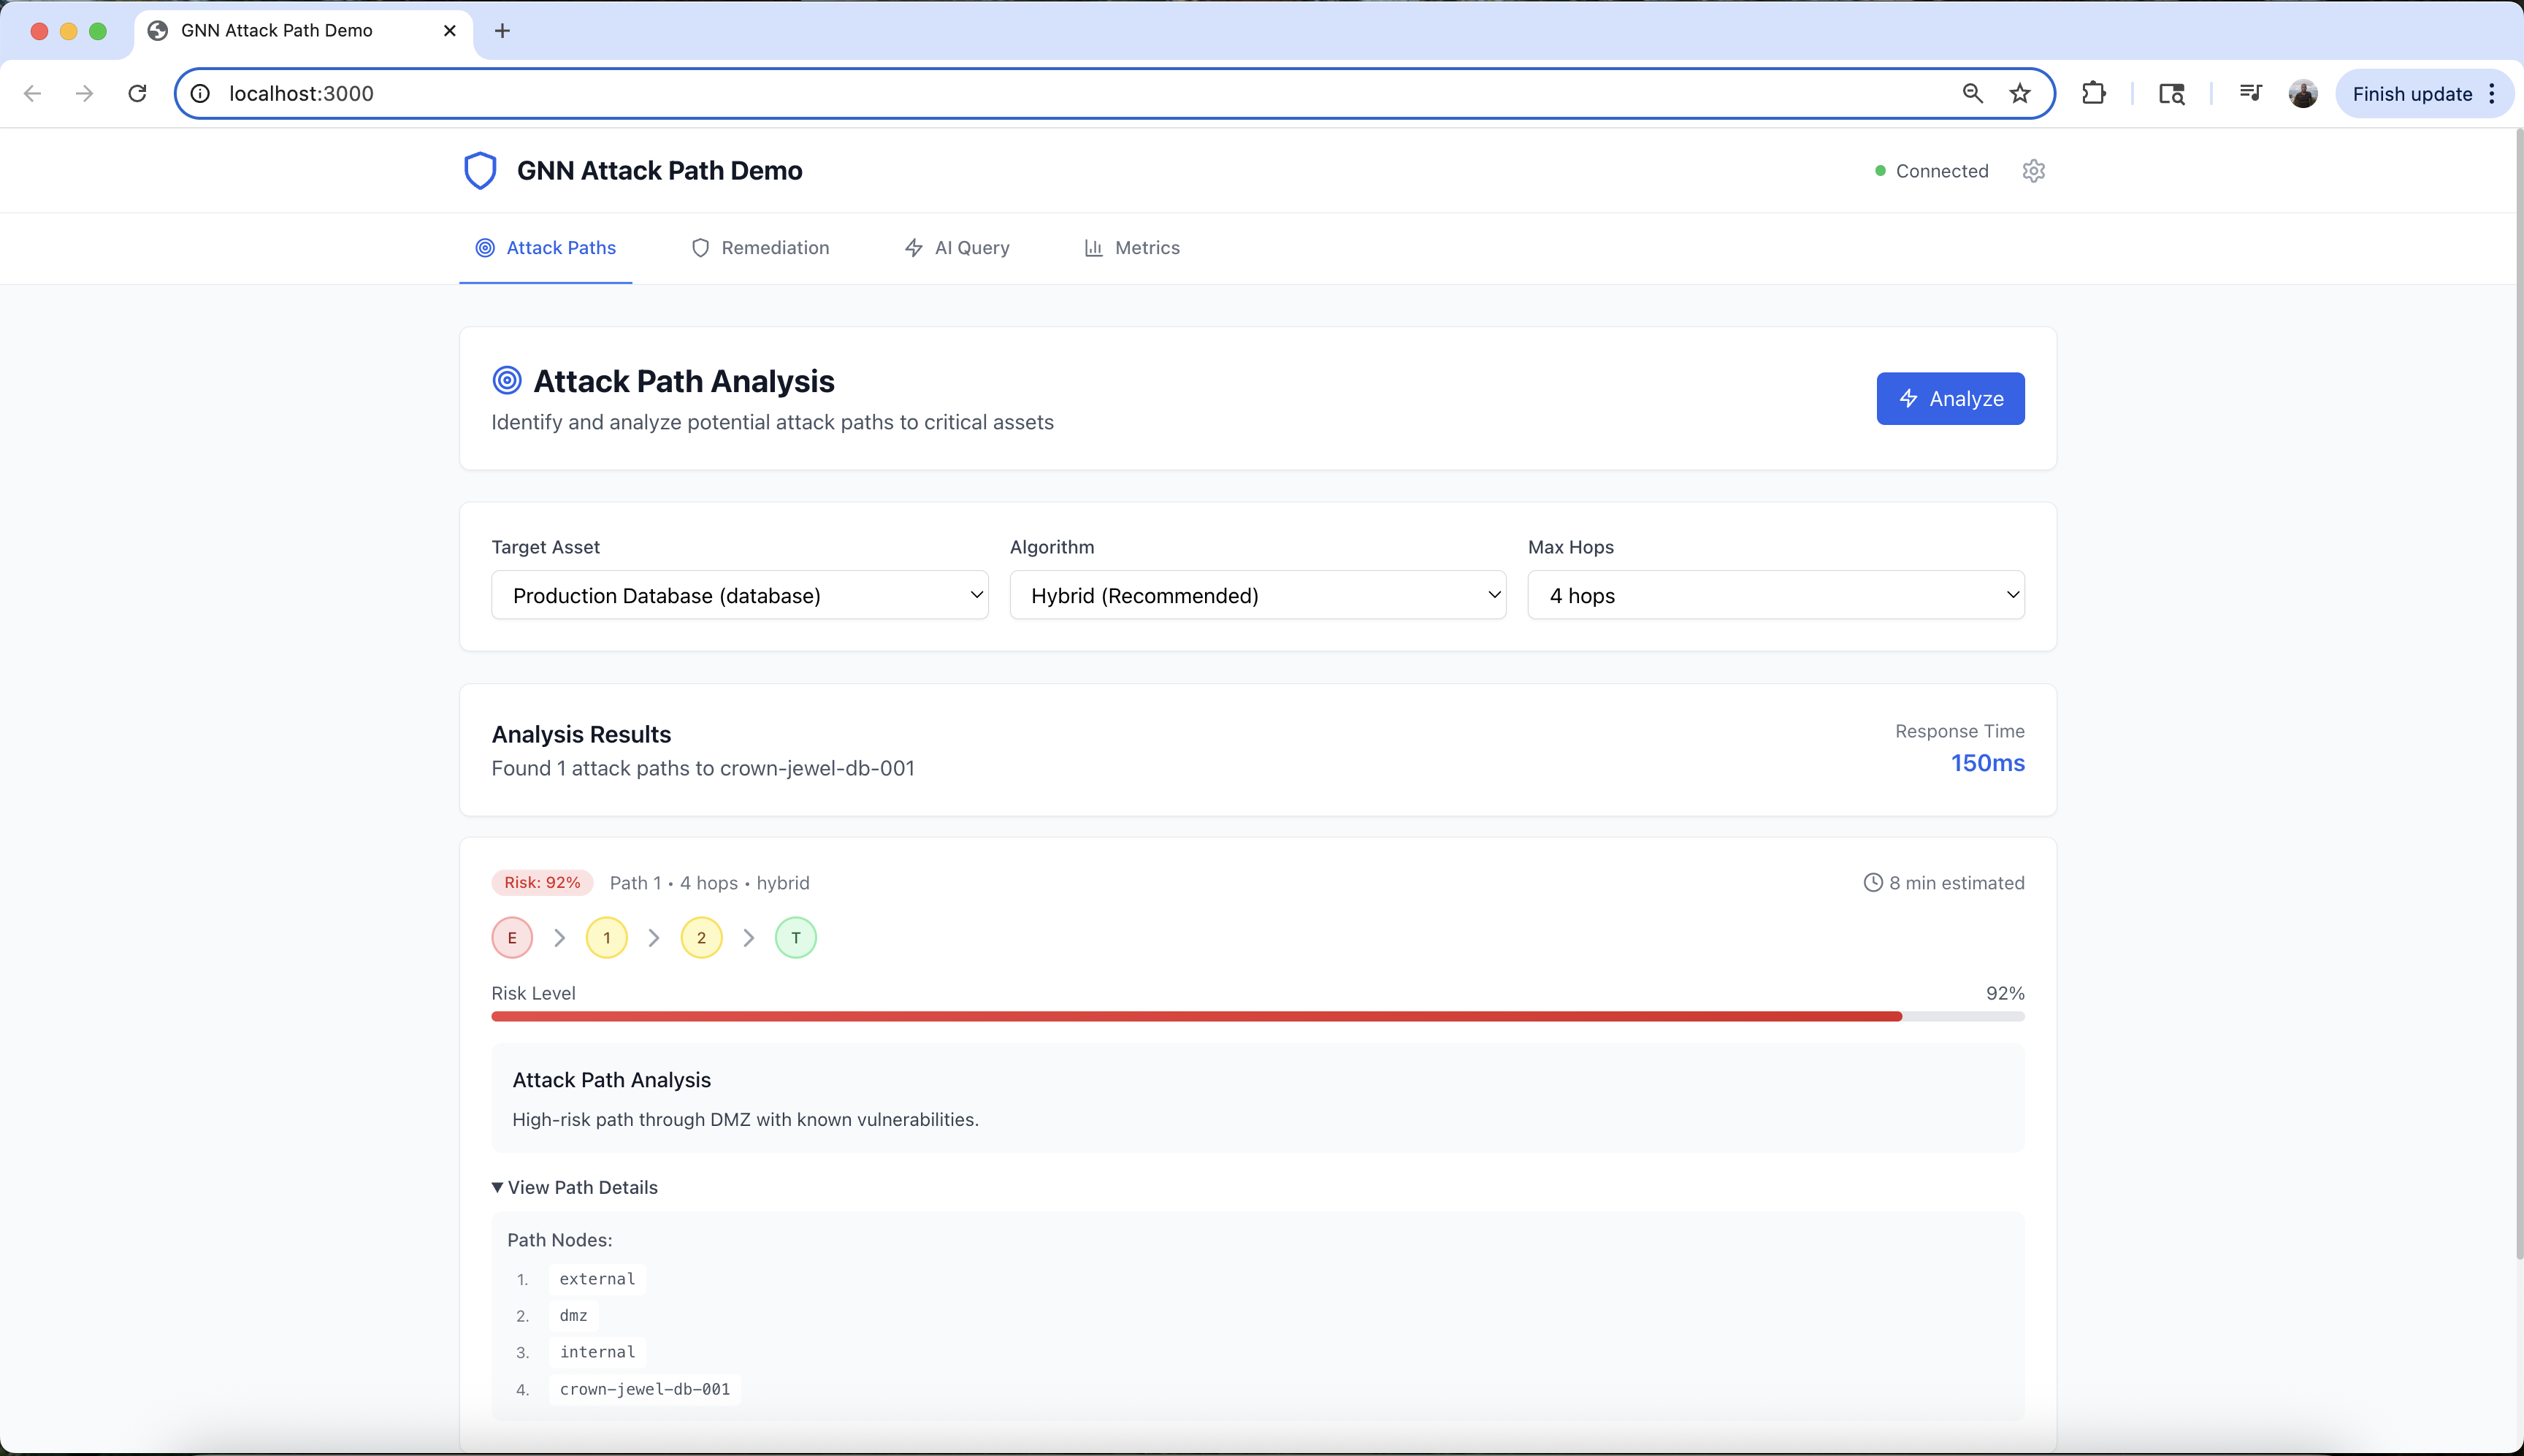 GNN Attack Path Demo
localhost:3000
Finish update
GNN Attack Path Demo
Connected
Attack Paths
Remediation
AI Query
Metrics
Attack Path Analysis
Identify and analyze potential attack paths to critical assets
Analyze
Target Asset
Algorithm
Max Hops
Production Database (database)
Hybrid (Recommended)
4 hops
Analysis Results
Found 1 attack paths to crown-jewel-db-001
Response Time
150ms
Risk: 92%
Path 1 • 4 hops • hybrid
8 min estimated
E
1
2
T
Risk Level
92%
Attack Path Analysis
High-risk path through DMZ with known vulnerabilities.
View Path Details
Path Nodes:
1. external
2. dmz
3. internal
4. crown-jewel-db-001